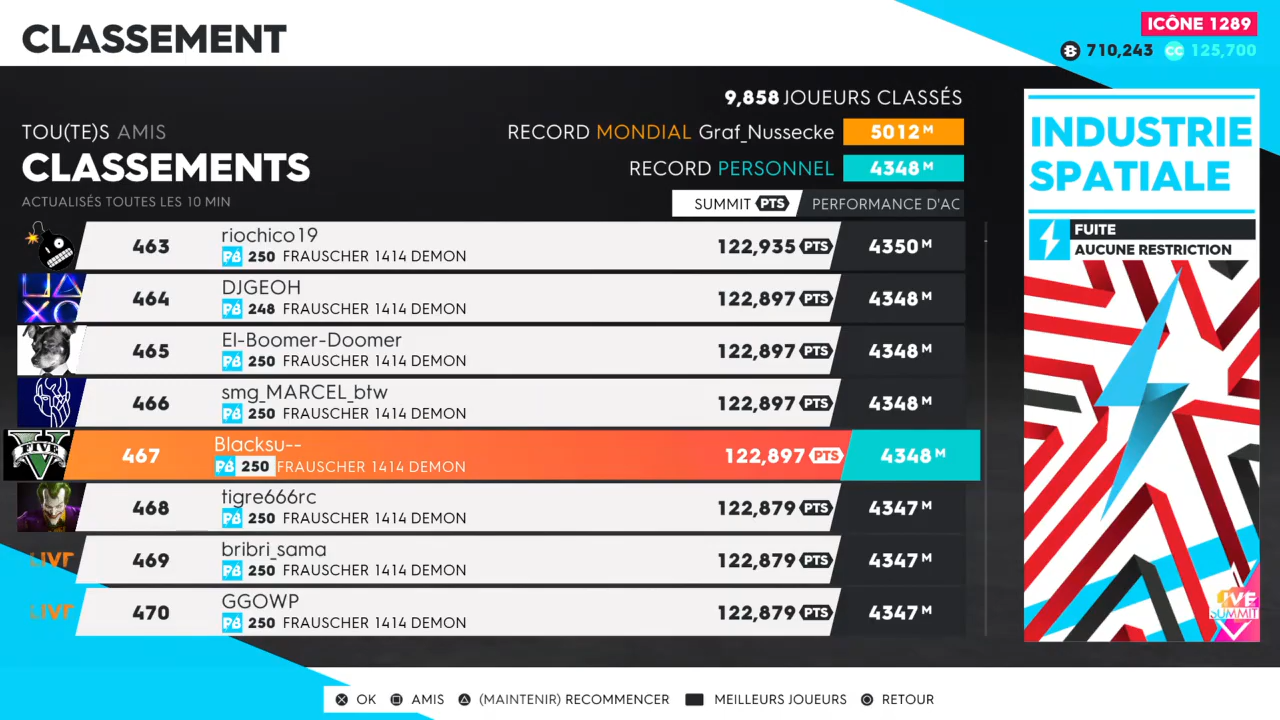 CLASSEMENT
ICÔNE 1289
710,243 CC 125,700
9,858 JOUEURS CLASSÉS
TOU(TE)S AMIS
RECORD MONDIAL Graf_Nussecke 5012 M
CLASSEMENTS
RECORD PERSONNEL 4348 M
ACTUALISÉS TOUTES LES 10 MIN
SUMMIT PTS PERFORMANCE D'AC
463 riochico19 122,935 PTS 4350 M
250 FRAUSCHER 1414 DEMON
464 DJGEOH 122,897 PTS 4348 M
248 FRAUSCHER 1414 DEMON
465 El-Boomer-Doomer 122,897 PTS 4348 M
250 FRAUSCHER 1414 DEMON
466 smg_MARCEL_btw 122,897 PTS 4348 M
250 FRAUSCHER 1414 DEMON
FIVE
467 Blacksu-- 122,897 PTS 4348 M
250 FRAUSCHER 1414 DEMON
468 tigre666rc 122,879 PTS 4347 M
250 FRAUSCHER 1414 DEMON
469 bribri_sama 122,879 PTS 4347 M
250 FRAUSCHER 1414 DEMON
470 GGOWP 122,879 PTS 4347 M
250 FRAUSCHER 1414 DEMON
INDUSTRIE
SPATIALE
FUITE
AUCUNE RESTRICTION
LIVE
SUMMIT
OK AMIS (MAINTENIR) RECOMMENCER MEILLEURS JOUEURS RETOUR